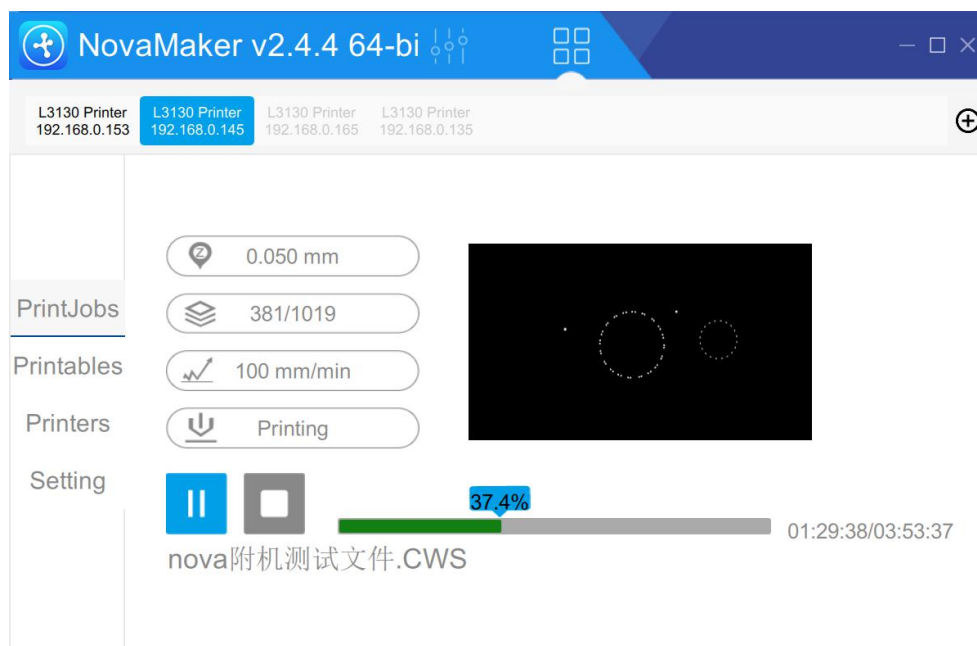 NovaMaker v2.4.4 64-bi
L3130 Printer
192.168.0.153
L3130 Printer
192.168.0.145
L3130 Printer
192.168.0.165
L3130 Printer
192.168.0.135
PrintJobs
Printables
Printers
Setting
Z
0.050 mm
381/1019
100 mm/min
Printing
37.4%
01:29:38/03:53:37
nova附机测试文件.CWS